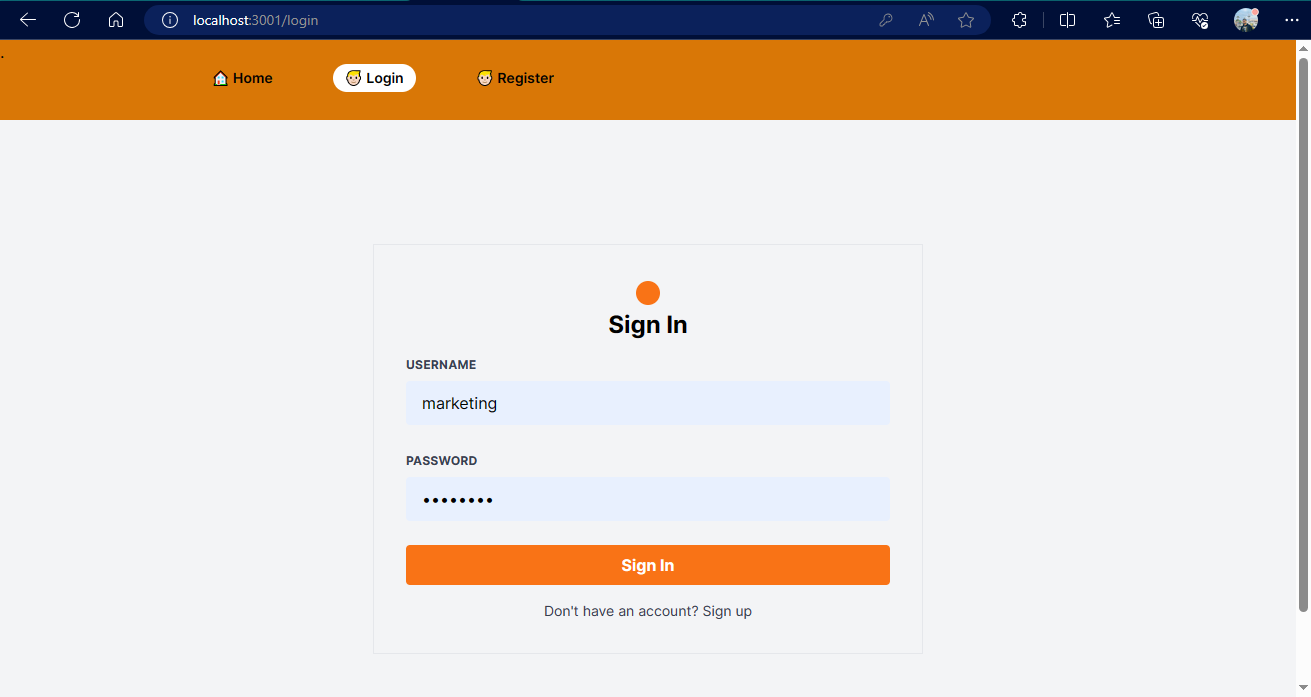 localhost:3001/login
.
Home Login Register
Sign In
USERNAME
marketing
PASSWORD
••••••••
Sign In
Don't have an account? Sign up